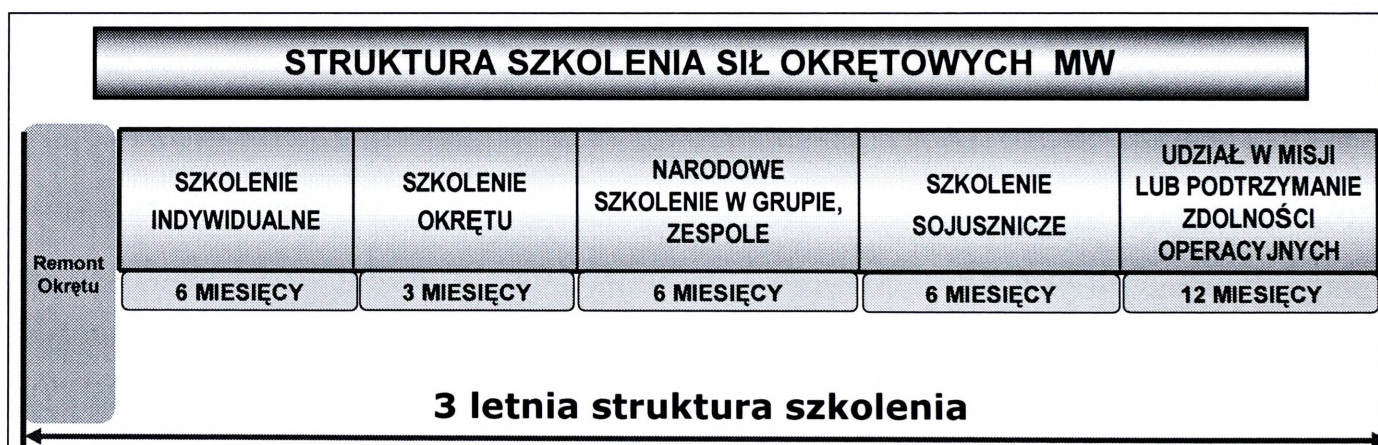 STRUKTURA SZKOLENIA SIŁ OKRĘTOWYCH MW
Remont
Okrętu
SZKOLENIE
INDYWIDUALNE
6 MIESIĘCY
SZKOLENIE
OKRĘTU
3 MIESIĘCY
NARODOWE
SZKOLENIE W GRUPIE,
ZESPOLE
6 MIESIĘCY
SZKOLENIE
SOJUSZNICZE
6 MIESIĘCY
UDZIAŁ W MISJI
LUB PODTRZYMANIE
ZDOLNOŚCI
OPERACYJNYCH
12 MIESIĘCY
3 letnia struktura szkolenia